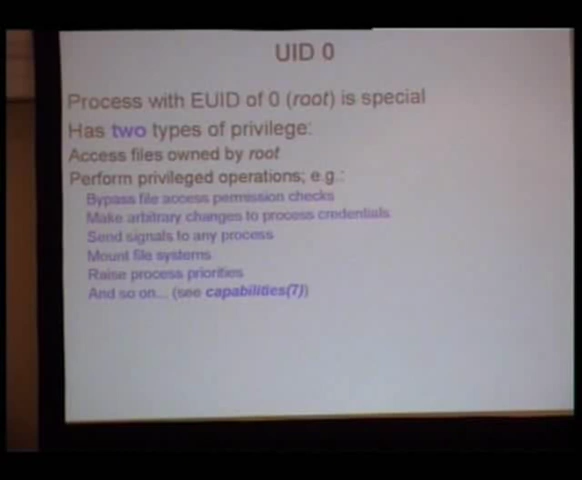 UID 0
Process with EUID of 0 (root) is special
Has two types of privilege:
Access files owned by root
Perform privileged operations; e.g.:
Bypass file access permission checks
Make arbitrary changes to process credentials
Send signals to any process
Mount file systems
Raise process priorities
And so on... (see capabilities(7))